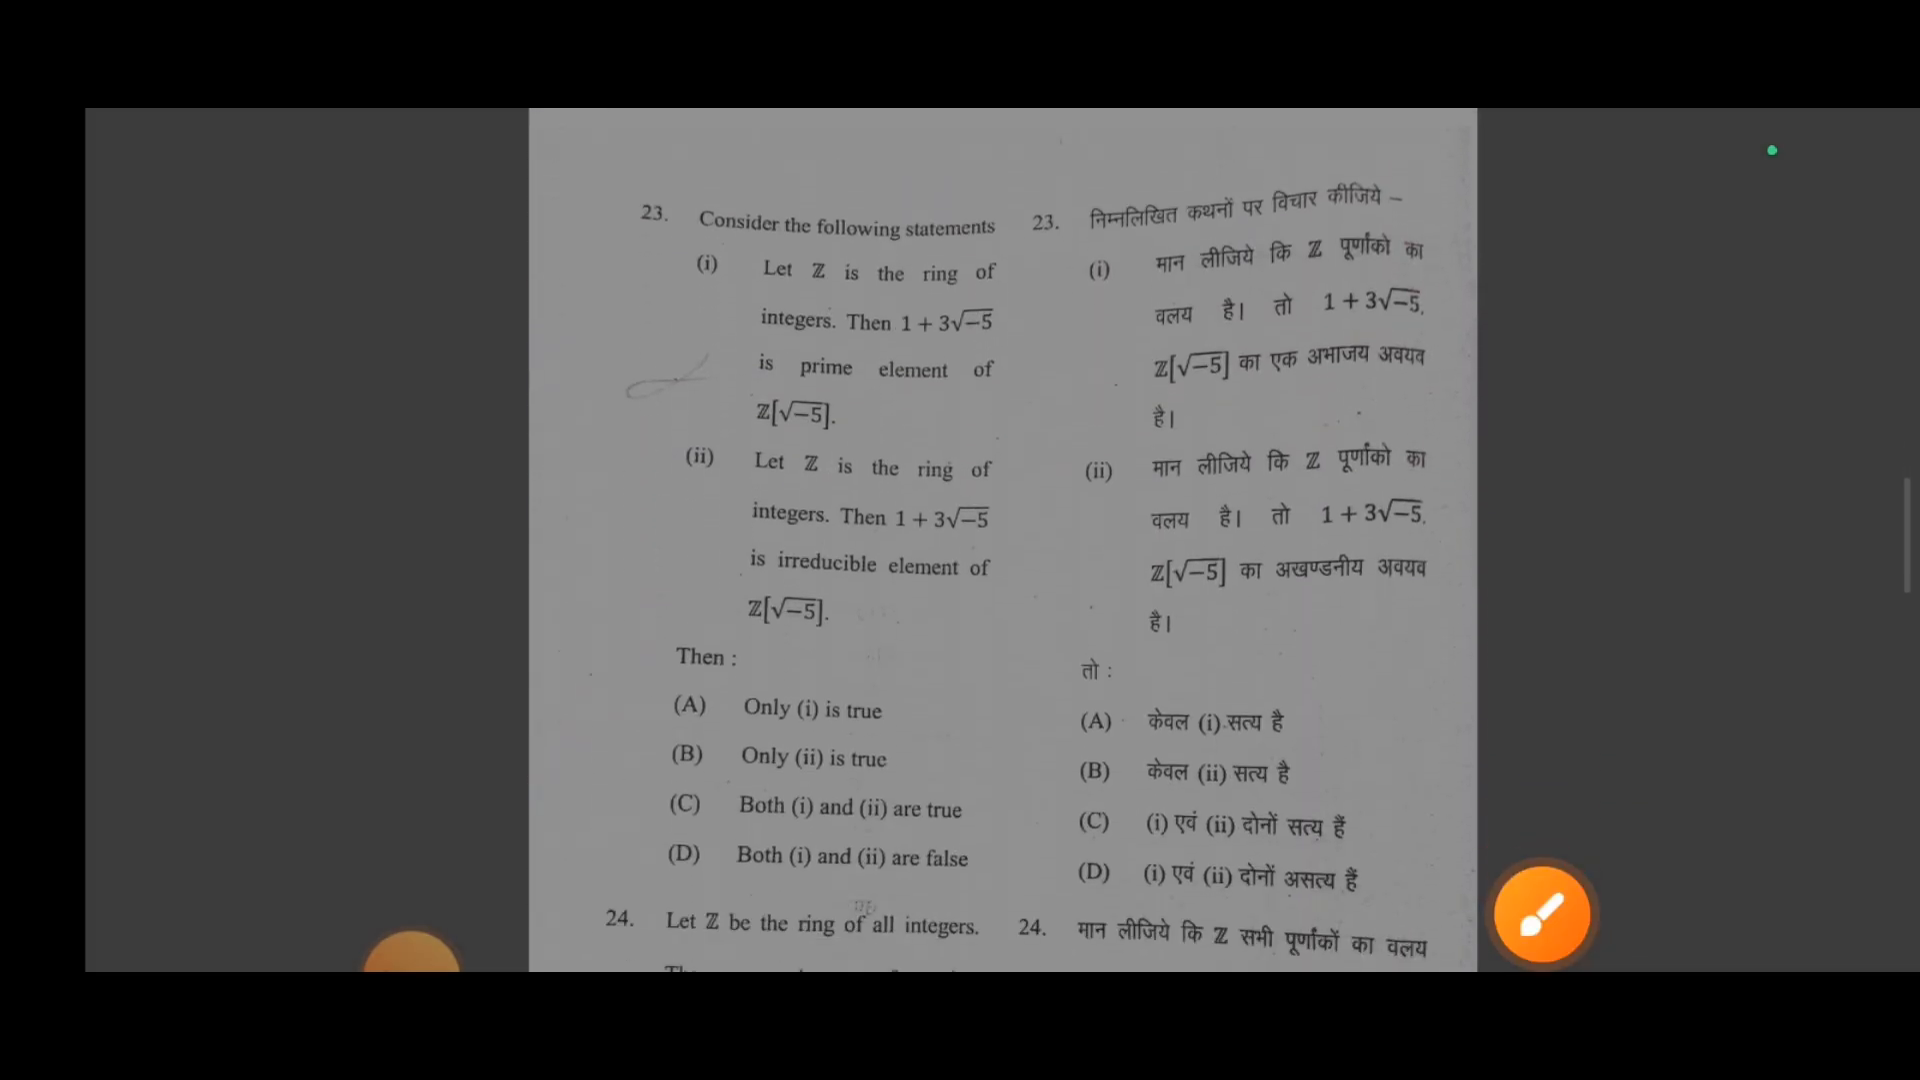 23. Consider the following statements
(i) Let ℤ is the ring of
integers. Then 1 + 3√−5
is prime element of
ℤ[√−5].
(ii) Let ℤ is the ring of
integers. Then 1 + 3√−5
is irreducible element of
ℤ[√−5].
Then :
(A) Only (i) is true
(B) Only (ii) is true
(C) Both (i) and (ii) are true
(D) Both (i) and (ii) are false
24. Let ℤ be the ring of all integers.
23. निम्नलिखित कथनों पर विचार कीजिये –
(i) मान लीजिये कि ℤ पूर्णांको का
वलय है। तो 1 + 3√−5,
ℤ[√−5] का एक अभाजय अवयव
है।
(ii) मान लीजिये कि ℤ पूर्णांको का
वलय है। तो 1 + 3√−5,
ℤ[√−5] का अखण्डनीय अवयव
है।
तो :
(A) केवल (i) सत्य है
(B) केवल (ii) सत्य है
(C) (i) एवं (ii) दोनों सत्य हैं
(D) (i) एवं (ii) दोनों असत्य हैं
24. मान लीजिये कि ℤ सभी पूर्णांकों का वलय